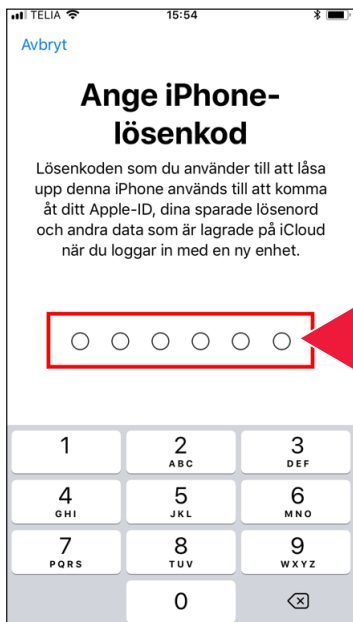 TELIA 15:54
Avbryt
Ange iPhone-
lösenkod
Lösenkoden som du använder till att låsa
upp denna iPhone används till att komma
åt ditt Apple-ID, dina sparade lösenord
och andra data som är lagrade på iCloud
när du loggar in med en ny enhet.
1 2 3
ABC DEF
4 5 6
GHI JKL MNO
7 8 9
PQRS TUV WXYZ
0